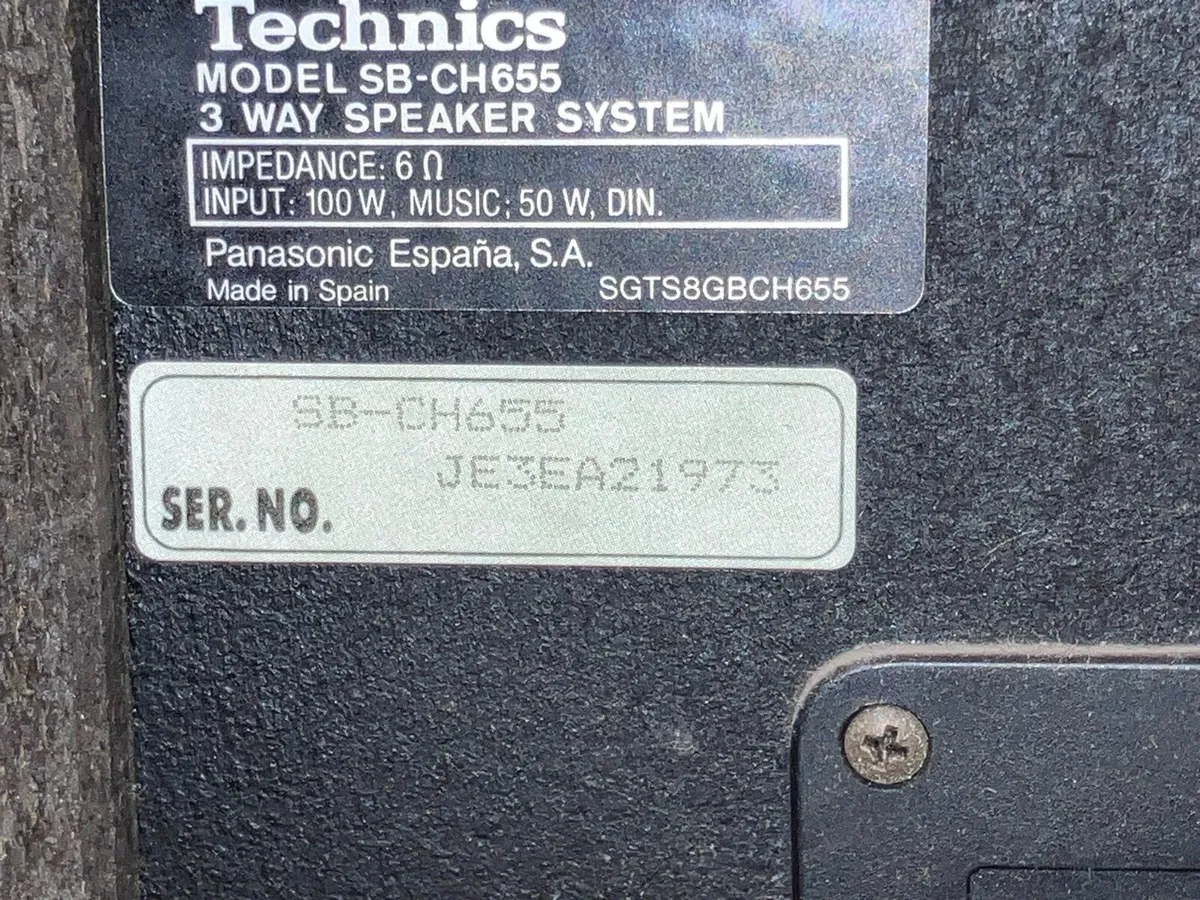 Technics
MODEL SB-CH655
3 WAY SPEAKER SYSTEM
IMPEDANCE: 6 Ω
INPUT: 100 W, MUSIC; 50 W, DIN.
Panasonic España, S.A.
Made in Spain SGTS8GBCH655
SB-CH655
JE3EA21973
SER. NO.